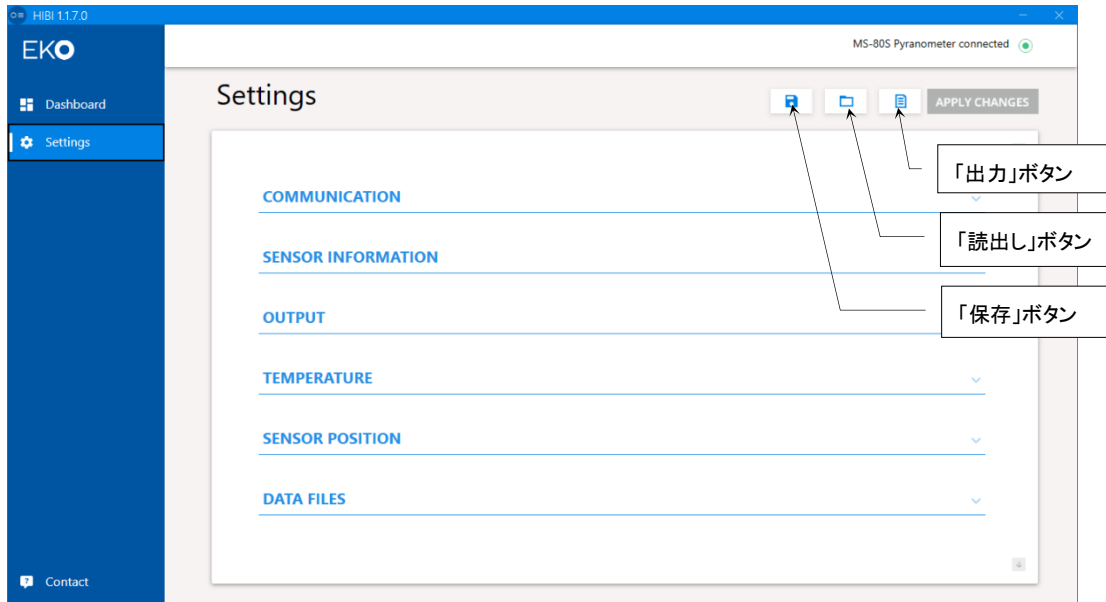 HIBI 1.1.7.0
EKO
MS-80S Pyranometer connected
Dashboard
Settings
Settings
APPLY CHANGES
「出力」ボタン
COMMUNICATION
「読出し」ボタン
SENSOR INFORMATION
「保存」ボタン
OUTPUT
TEMPERATURE
SENSOR POSITION
DATA FILES
Contact